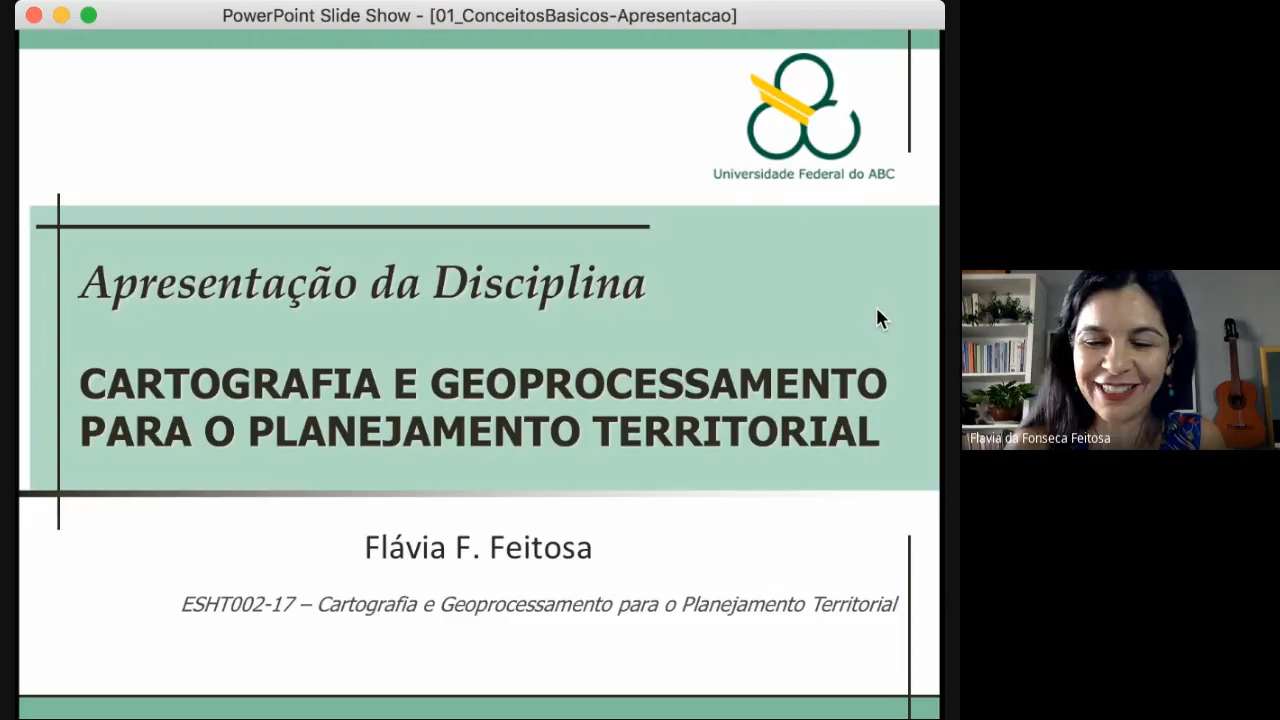 PowerPoint Slide Show - [01_ConceitosBasicos-Apresentacao]
Universidade Federal do ABC
Apresentação da Disciplina
CARTOGRAFIA E GEOPROCESSAMENTO
PARA O PLANEJAMENTO TERRITORIAL
Flavia da Fonseca Feitosa
Flávia F. Feitosa
ESHT002-17 – Cartografia e Geoprocessamento para o Planejamento Territorial